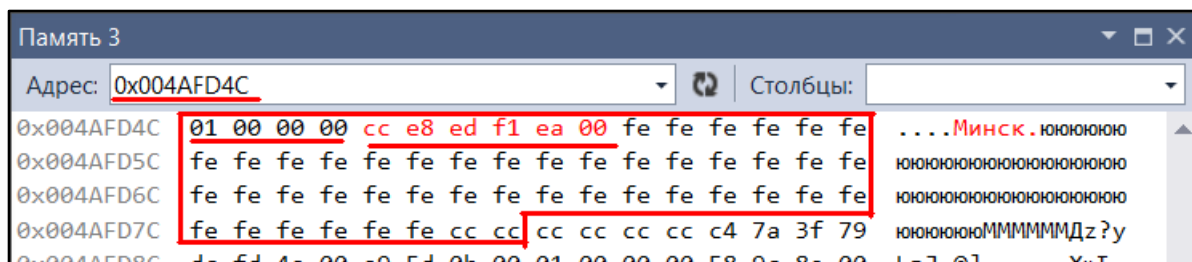 Память 3
Адрес: 0x004AFD4C Столбцы:
0x004AFD4C 01 00 00 00 cc e8 ed f1 ea 00 fe fe fe fe fe fe ....Минск.юююююю
0x004AFD5C fe fe fe fe fe fe fe fe fe fe fe fe fe fe fe fe юююююююююююююююю
0x004AFD6C fe fe fe fe fe fe fe fe fe fe fe fe fe fe fe fe юююююююююююююююю
0x004AFD7C fe fe fe fe fe fe cc cc cc cc cc cc c4 7a 3f 79 ююююююММММММДz?y